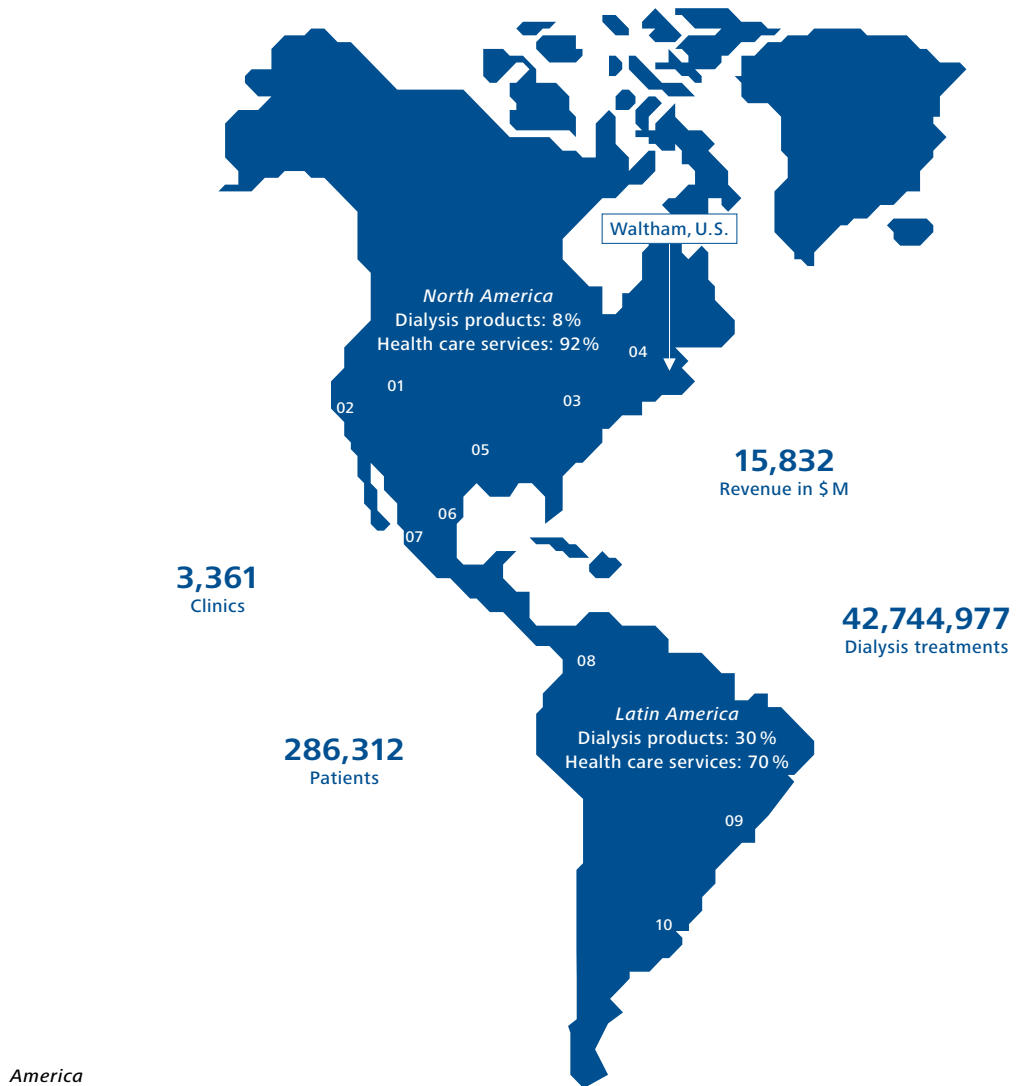 Waltham, U.S.
North America
Dialysis products: 8%
Health care services: 92%
04
01
02
03
05
15,832
Revenue in $ M
06
07
3,361
Clinics
42,744,977
Dialysis treatments
08
Latin America
Dialysis products: 30%
Health care services: 70%
286,312
Patients
09
10
America